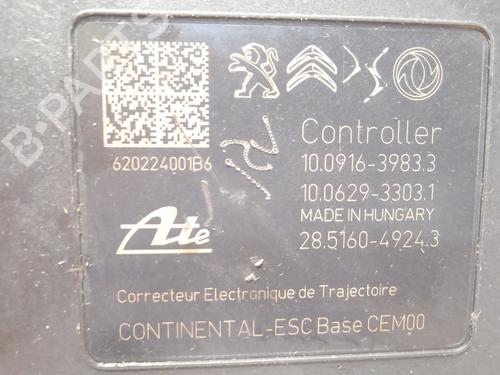 B-PARTS
Controller
620224001B6
10.0916-3983.3
10.0629-3303.1
MADE IN HUNGARY
28.5160-4924.3
Ate
Correcteur Electronique de Trajectoire
CONTINENTAL-ESC Base CEM00